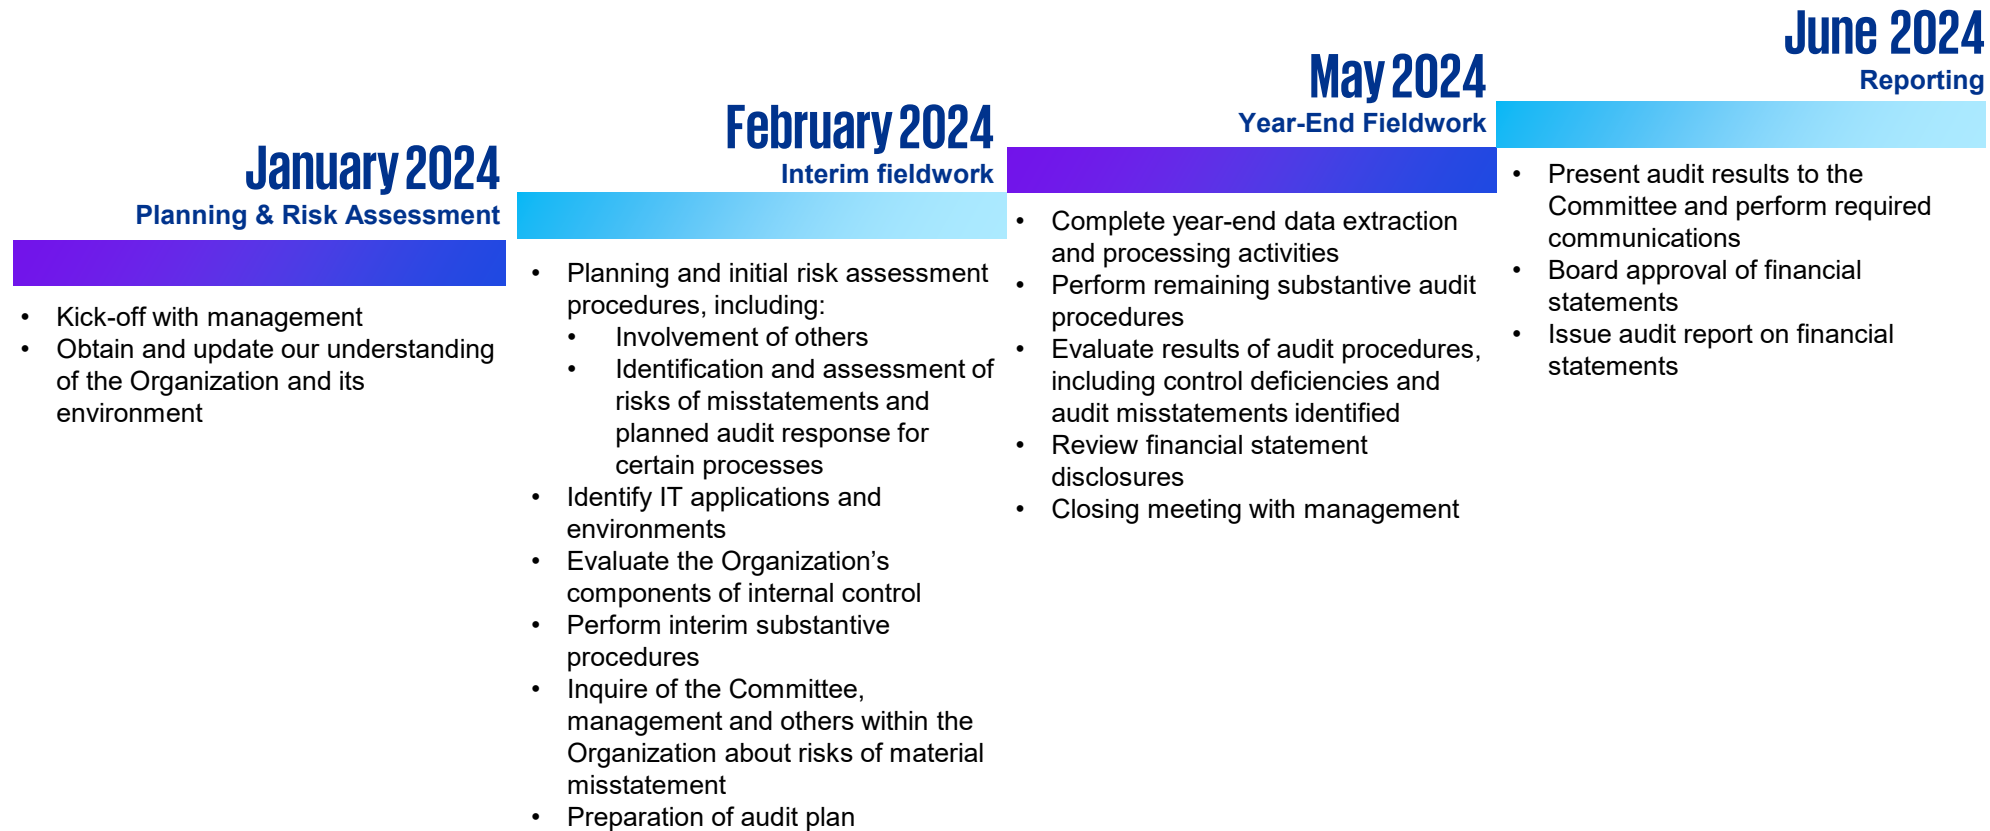 January 2024
Planning & Risk Assessment
• Kick-off with management
• Obtain and update our understanding
of the Organization and its
environment
February 2024
Interim fieldwork
• Planning and initial risk assessment
procedures, including:
• Involvement of others
• Identification and assessment of
risks of misstatements and
planned audit response for
certain processes
• Identify IT applications and
environments
• Evaluate the Organization’s
components of internal control
• Perform interim substantive
procedures
• Inquire of the Committee,
management and others within the
Organization about risks of material
misstatement
• Preparation of audit plan
May 2024
Year-End Fieldwork
• Complete year-end data extraction
and processing activities
• Perform remaining substantive audit
procedures
• Evaluate results of audit procedures,
including control deficiencies and
audit misstatements identified
• Review financial statement
disclosures
• Closing meeting with management
June 2024
Reporting
• Present audit results to the
Committee and perform required
communications
• Board approval of financial
statements
• Issue audit report on financial
statements